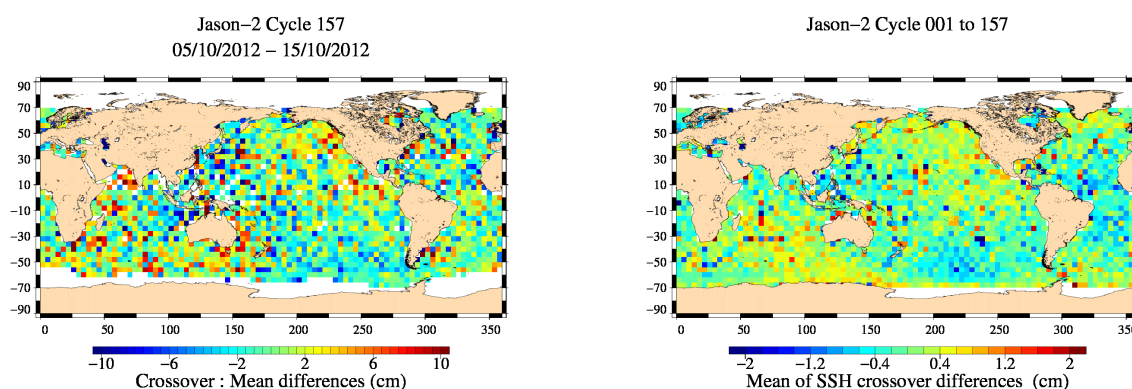 Jason−2 Cycle 157
05/10/2012 − 15/10/2012
90
70
50
30
10
−10
−30
−50
−70
−90
0 50 100 150 200 250 300 350
−10 −6 −2 2 6 10
Crossover : Mean differences (cm)
Jason−2 Cycle 001 to 157
90
70
50
30
10
−10
−30
−50
−70
−90
0 50 100 150 200 250 300 350
−2 −1.2 −0.4 0.4 1.2 2
Mean of SSH crossover differences (cm)